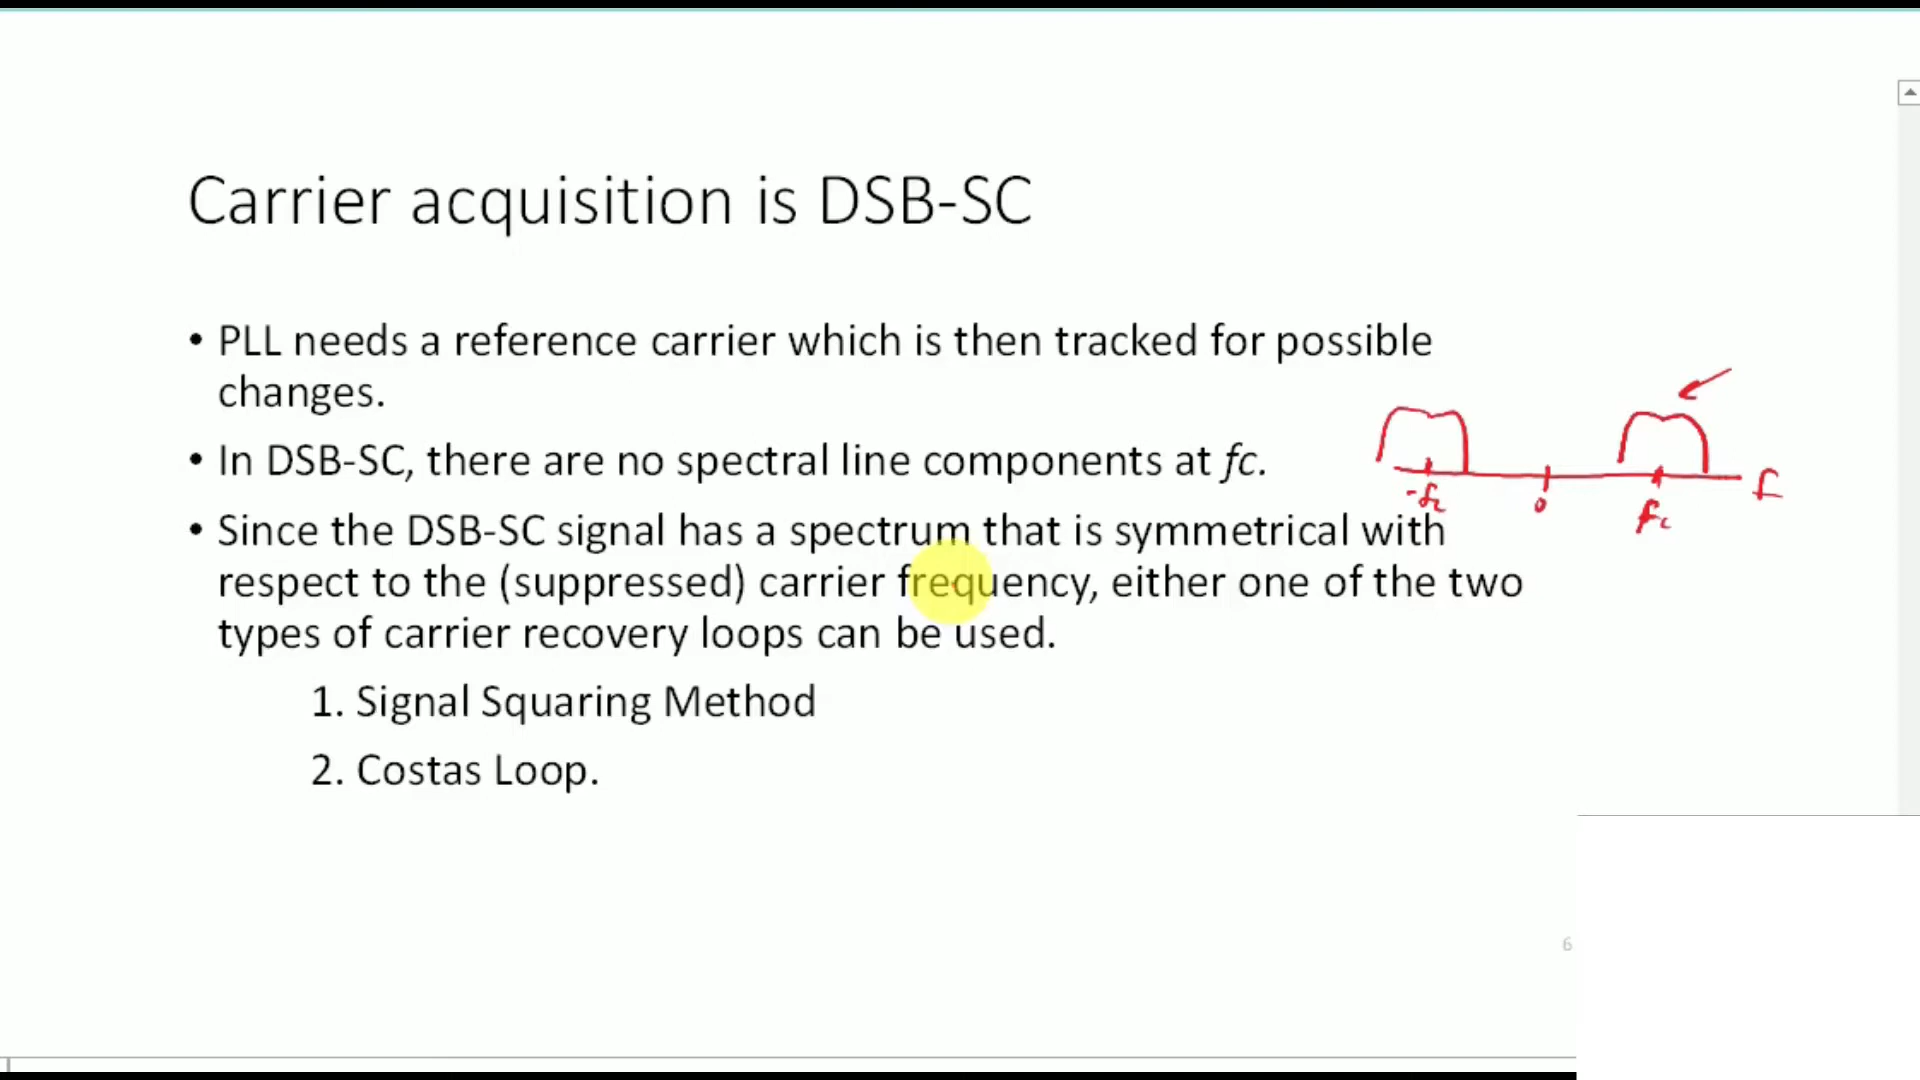 Carrier acquisition is DSB-SC
• PLL needs a reference carrier which is then tracked for possible
changes.
• In DSB-SC, there are no spectral line components at fc.
• Since the DSB-SC signal has a spectrum that is symmetrical with
respect to the (suppressed) carrier frequency, either one of the two
types of carrier recovery loops can be used.
1. Signal Squaring Method
2. Costas Loop.
-fc
0
fc
f
6